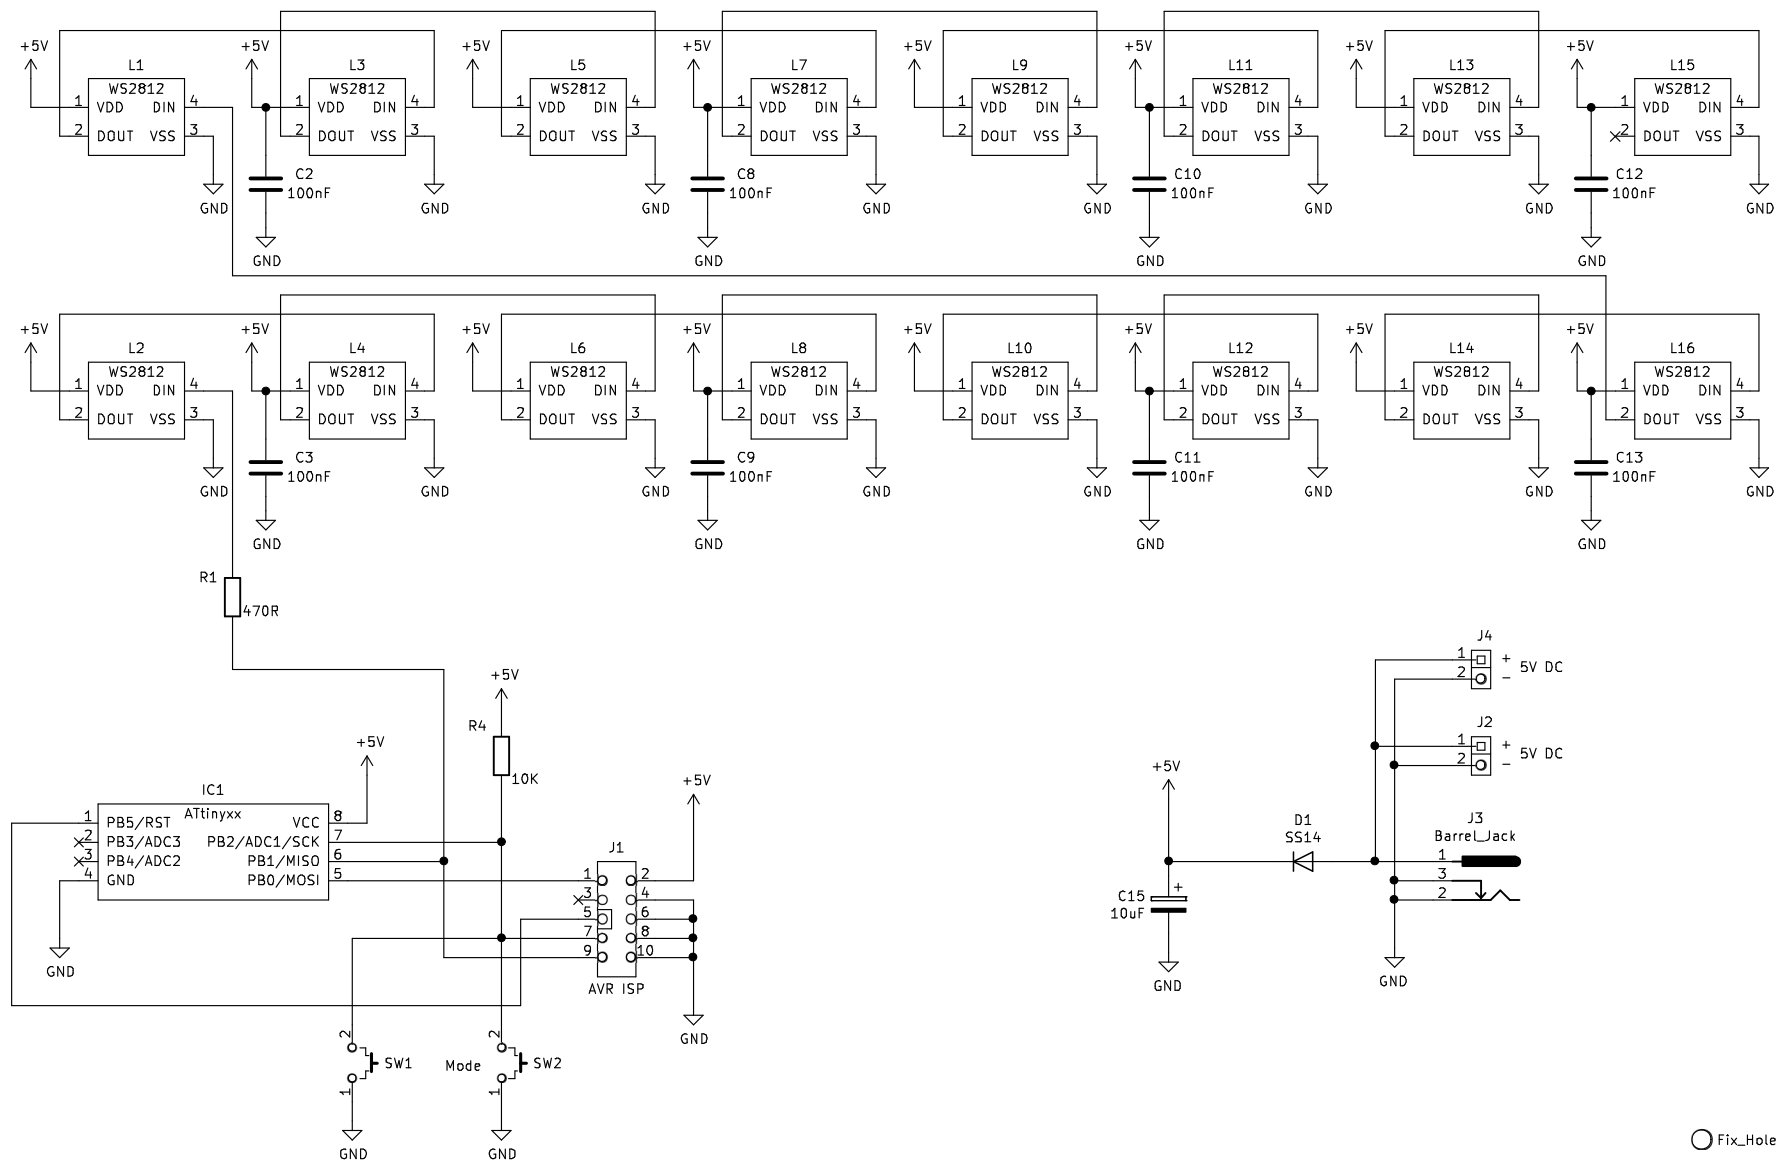 +5V L1 +5V L3 +5V L5 +5V L7 +5V L9 +5V L11 +5V L13 +5V L15
WS2812 WS2812 WS2812 WS2812 WS2812 WS2812 WS2812 WS2812
1 VDD DIN 4 1 VDD DIN 4 1 VDD DIN 4 1 VDD DIN 4 1 VDD DIN 4 1 VDD DIN 4 1 VDD DIN 4 1 VDD DIN 4
2 DOUT VSS 3 2 DOUT VSS 3 2 DOUT VSS 3 2 DOUT VSS 3 2 DOUT VSS 3 2 DOUT VSS 3 2 DOUT VSS 3 2 DOUT VSS 3
C2 C8 C10 C12
100nF 100nF 100nF 100nF
GND GND GND GND GND GND GND GND
GND GND GND GND
+5V L2 +5V L4 +5V L6 +5V L8 +5V L10 +5V L12 +5V L14 +5V L16
WS2812 WS2812 WS2812 WS2812 WS2812 WS2812 WS2812 WS2812
1 VDD DIN 4 1 VDD DIN 4 1 VDD DIN 4 1 VDD DIN 4 1 VDD DIN 4 1 VDD DIN 4 1 VDD DIN 4 1 VDD DIN 4
2 DOUT VSS 3 2 DOUT VSS 3 2 DOUT VSS 3 2 DOUT VSS 3 2 DOUT VSS 3 2 DOUT VSS 3 2 DOUT VSS 3 2 DOUT VSS 3
C3 C9 C11 C13
100nF 100nF 100nF 100nF
GND GND GND GND GND GND GND GND
GND GND GND GND
R1
470R
+5V
R4
10K
+5V
IC1
ATtinyxx
1 PB5/RST VCC 8
2 PB3/ADC3 PB2/ADC1/SCK 7
3 PB4/ADC2 PB1/MISO 6
4 GND PB0/MOSI 5
GND
+5V
J1
1 2
3 4
5 6
7 8
9 10
AVR ISP
GND
2
SW1
1
GND
2
Mode SW2
1
GND
J4
1 +
5V DC
2 -
J2
1 +
5V DC
2 -
J3
Barrel_Jack
1
3
2
GND
+5V
D1
SS14
+
C15
10uF
GND
Fix_Hole